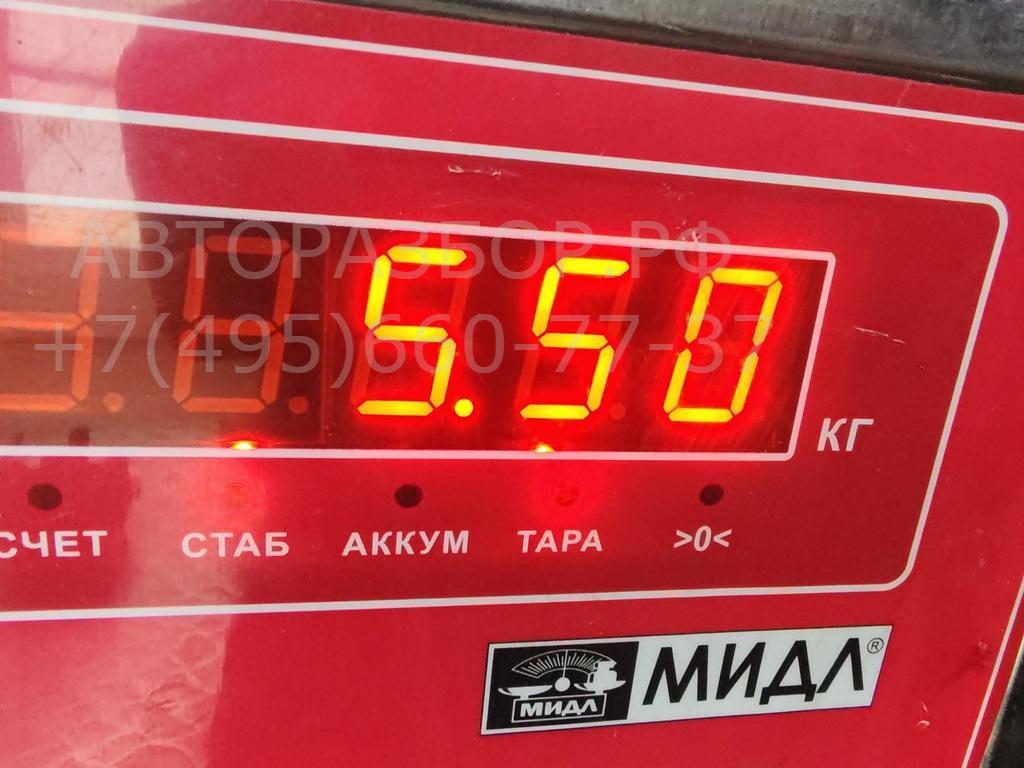 АВТОРАЗБОР.РФ
+7(495)660-77-37
5.50
КГ
СЧЕТ СТАБ АККУМ ТАРА >0<
МИДЛ МИДЛ®